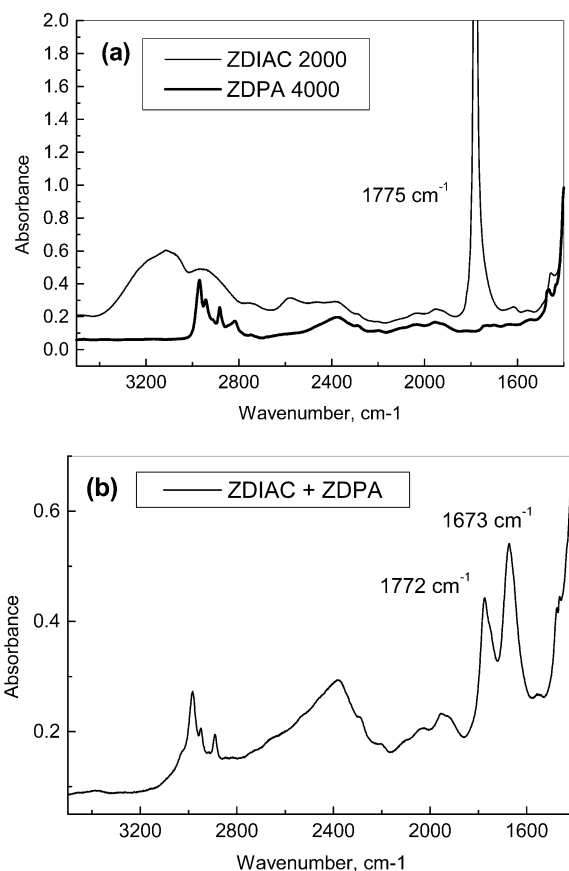 (a)
ZDIAC 2000
ZDPA 4000
1775 cm-1
2.0
1.8
1.6
1.4
1.2
1.0
0.8
0.6
0.4
0.2
0.0
Absorbance
3200 2800 2400 2000 1600
Wavenumber, cm-1
(b)
ZDIAC + ZDPA
1673 cm-1
1772 cm-1
0.6
0.4
0.2
Absorbance
3200 2800 2400 2000 1600
Wavenumber, cm-1